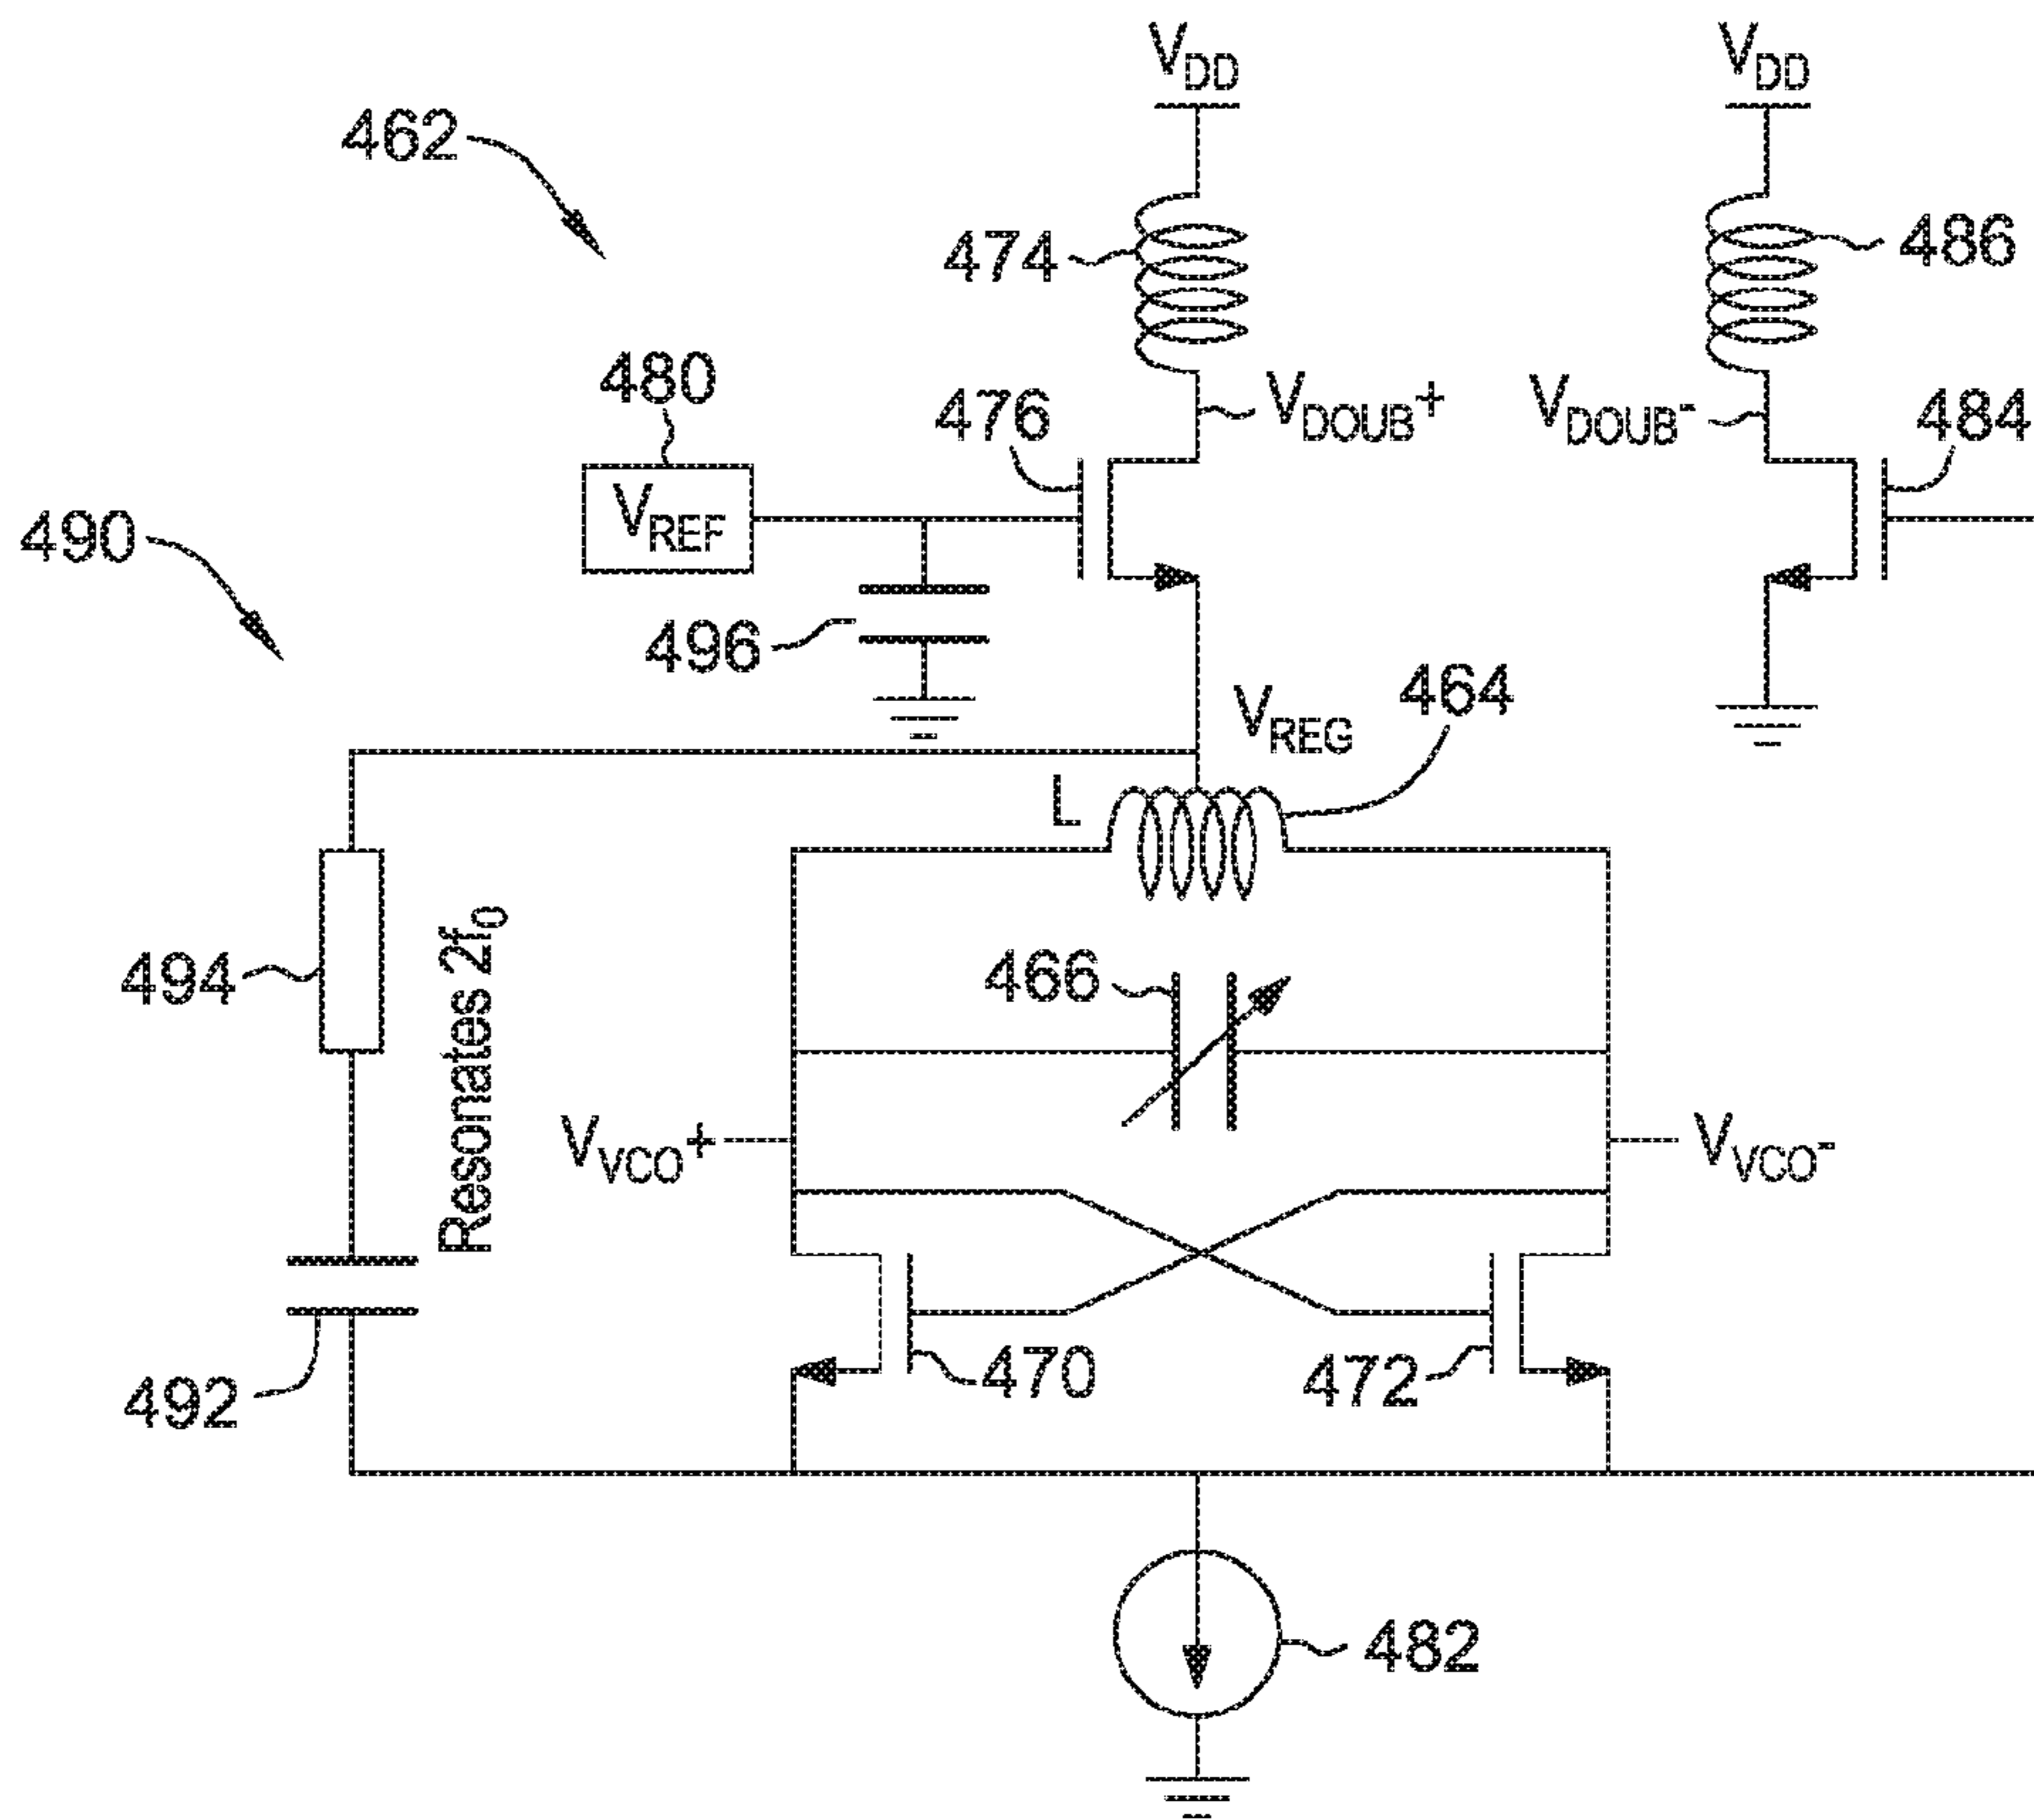 V_DD
V_DD
462
474
486
480
476
V_DOUB+
V_DOUB-
484
V_REF
490
496
V_REG
464
L
494
Resonates 2f_0
466
V_VCO+
V_VCO-
492
470
472
482